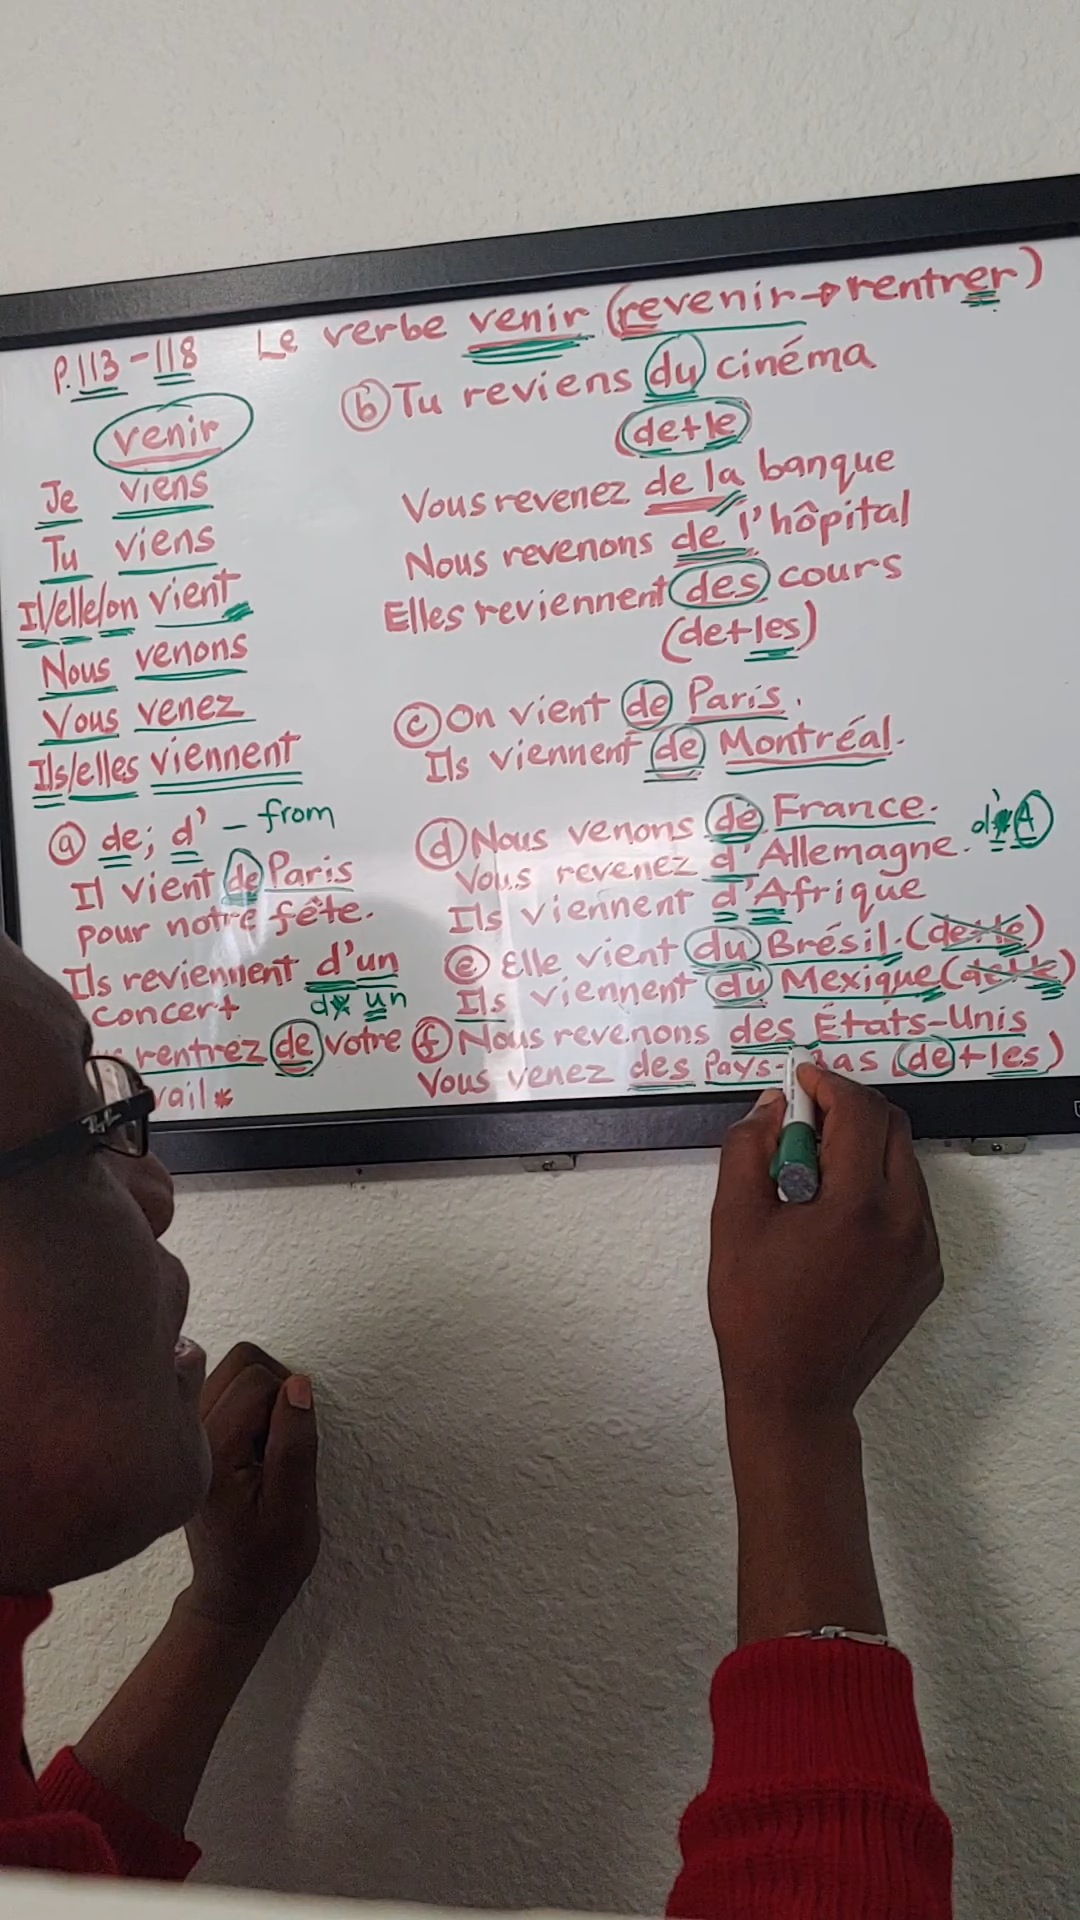 P.113-118 Le verbe venir (revenir→rentrer)
venir
Je viens
Tu viens
Il/elle/on vient
Nous venons
Vous venez
Ils/elles viennent
ⓐ de; d' - from
Il vient de Paris
pour notre fête.
Ils reviennent d'un
concert de un
rentrez de votre
vail*
ⓑ Tu reviens du cinéma
(de+le)
Vous revenez de la banque
Nous revenons de l'hôpital
Elles reviennent des cours
(de+les)
ⓒ On vient de Paris.
Ils viennent de Montréal.
ⓓ Nous venons de France.
Vous revenez d'Allemagne. d'A
Ils viennent d'Afrique
ⓔ Elle vient du Brésil. (de+le)
Ils viennent du Mexique (de+le)
ⓕ Nous revenons des États-Unis
Vous venez des Pays-Bas (de+les)
Ray-Ban